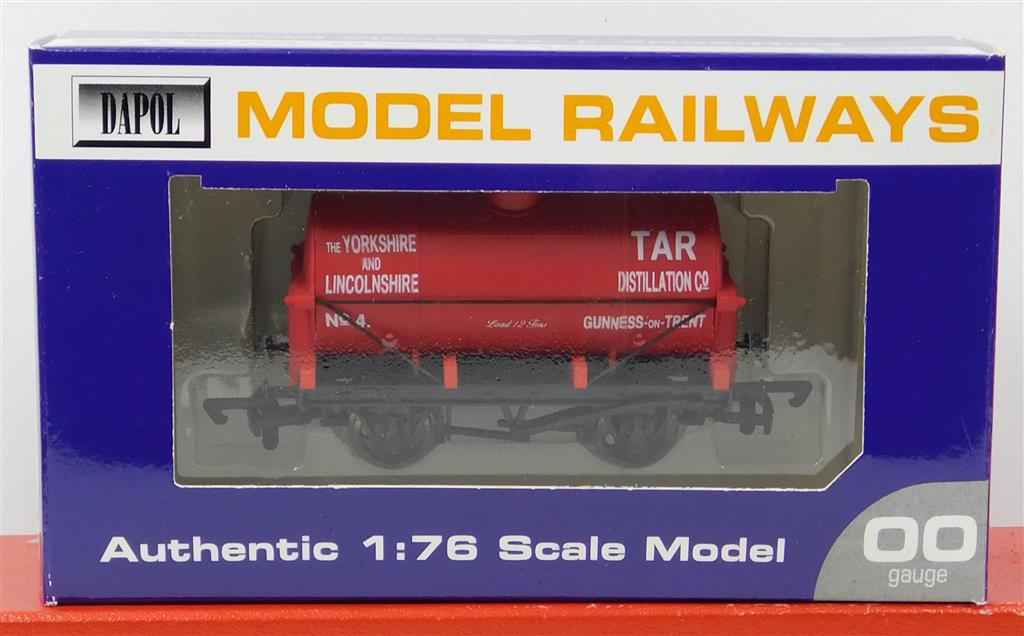 DAPOL
MODEL RAILWAYS
THE YORKSHIRE
AND
LINCOLNSHIRE
TAR
DISTILLATION Cº
Nº 4.
Load 12 Tons
GUNNESS-ON-TRENT
Authentic 1:76 Scale Model
OO
gauge